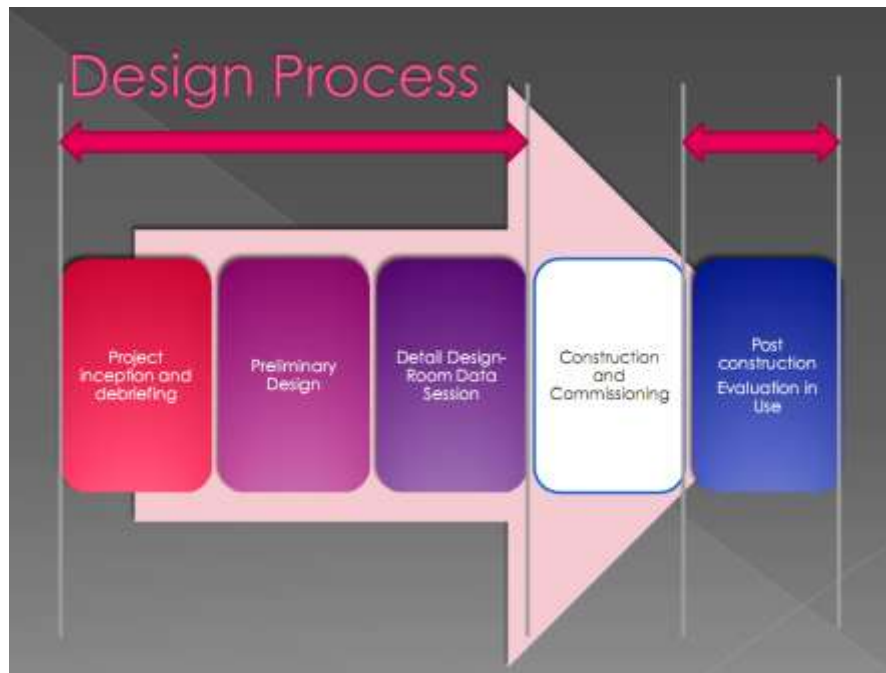 Design Process
Project
inception and
debriefing
Preliminary
Design
Detail Design-
Room Data
Session
Construction
and
Commissioning
Post
construction
Evaluation in
Use